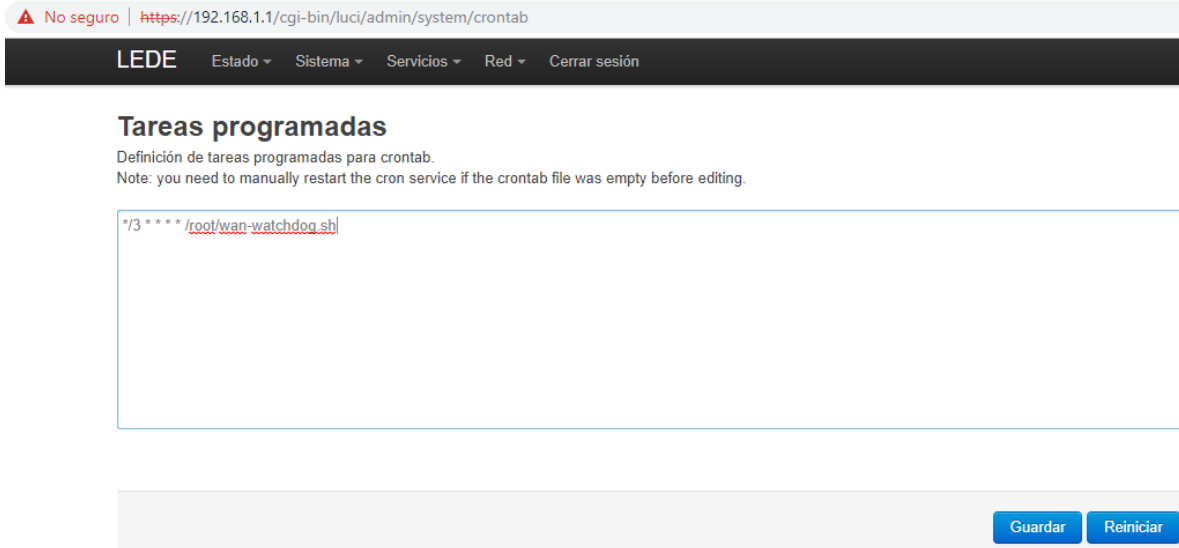 No seguro | https://192.168.1.1/cgi-bin/luci/admin/system/crontab
LEDE Estado Sistema Servicios Red Cerrar sesión
Tareas programadas
Definición de tareas programadas para crontab.
Note: you need to manually restart the cron service if the crontab file was empty before editing.
*/3 * * * * /root/wan-watchdog.sh
Guardar Reiniciar